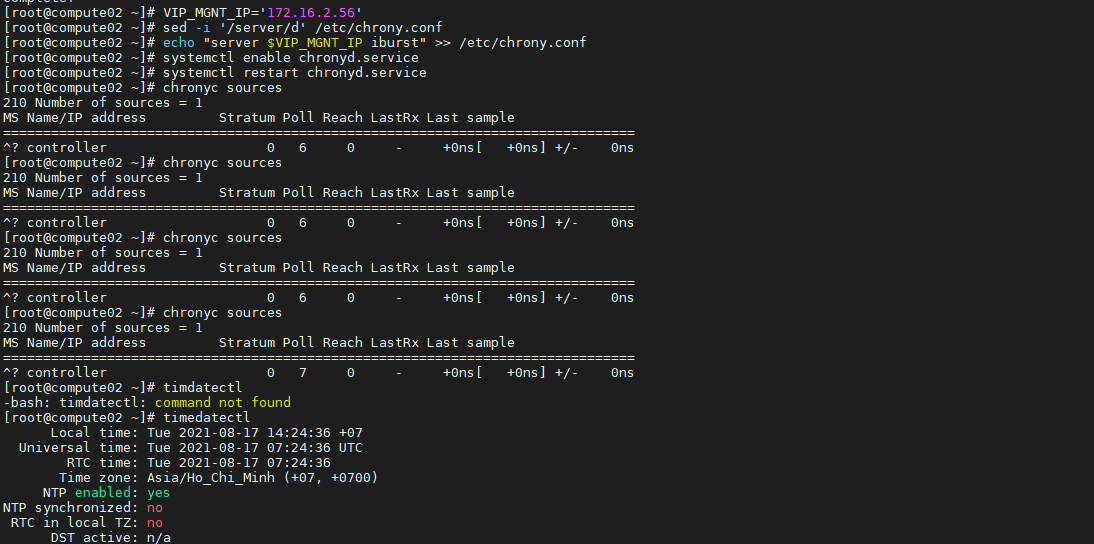 complete!
[root@compute02 ~]# VIP_MGNT_IP='172.16.2.56'
[root@compute02 ~]# sed -i '/server/d' /etc/chrony.conf
[root@compute02 ~]# echo "server $VIP_MGNT_IP iburst" >> /etc/chrony.conf
[root@compute02 ~]# systemctl enable chronyd.service
[root@compute02 ~]# systemctl restart chronyd.service
[root@compute02 ~]# chronyc sources
210 Number of sources = 1
MS Name/IP address         Stratum Poll Reach LastRx Last sample
===============================================================================
^? controller                    0   6     0     -     +0ns[   +0ns] +/-    0ns
[root@compute02 ~]# chronyc sources
210 Number of sources = 1
MS Name/IP address         Stratum Poll Reach LastRx Last sample
===============================================================================
^? controller                    0   6     0     -     +0ns[   +0ns] +/-    0ns
[root@compute02 ~]# chronyc sources
210 Number of sources = 1
MS Name/IP address         Stratum Poll Reach LastRx Last sample
===============================================================================
^? controller                    0   6     0     -     +0ns[   +0ns] +/-    0ns
[root@compute02 ~]# chronyc sources
210 Number of sources = 1
MS Name/IP address         Stratum Poll Reach LastRx Last sample
===============================================================================
^? controller                    0   7     0     -     +0ns[   +0ns] +/-    0ns
[root@compute02 ~]# timdatectl
-bash: timdatectl: command not found
[root@compute02 ~]# timedatectl
      Local time: Tue 2021-08-17 14:24:36 +07
  Universal time: Tue 2021-08-17 07:24:36 UTC
        RTC time: Tue 2021-08-17 07:24:36
       Time zone: Asia/Ho_Chi_Minh (+07, +0700)
     NTP enabled: yes
NTP synchronized: no
 RTC in local TZ: no
      DST active: n/a